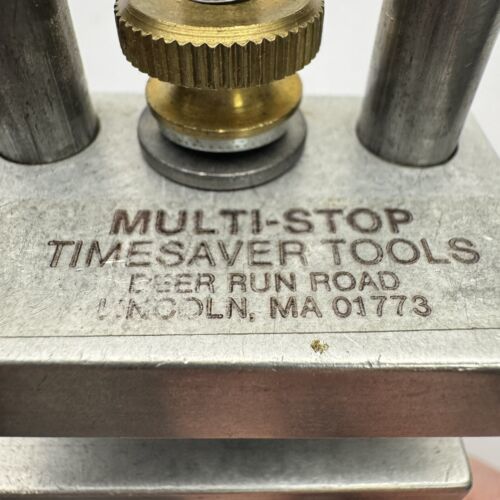 MULTI-STOP
TIMESAVER TOOLS
DEER RUN ROAD
LINCOLN, MA 01773